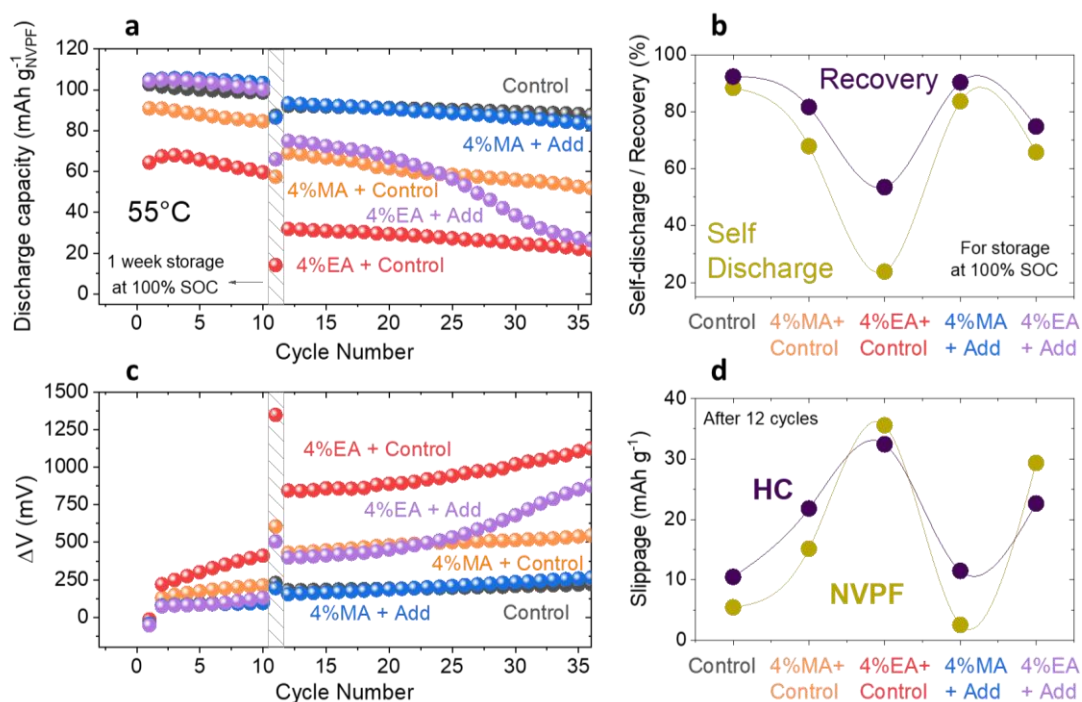 a
Discharge capacity (mAh g⁻¹NVPF)
120
100
80
60
40
20
0
Control
4%MA + Add
4%MA + Control
4%EA + Add
4%EA + Control
55°C
1 week storage
at 100% SOC
0 5 10 15 20 25 30 35
Cycle Number
b
Self-discharge / Recovery (%)
100
80
60
40
20
Recovery
Self
Discharge
For storage
at 100% SOC
Control 4%MA+ 4%EA+ 4%MA 4%EA
Control Control + Add + Add
c
ΔV (mV)
1500
1250
1000
750
500
250
0
4%EA + Control
4%EA + Add
4%MA + Control
4%MA + Add
Control
0 5 10 15 20 25 30 35
Cycle Number
d
Slippage (mAh g⁻¹)
40
30
20
10
0
After 12 cycles
HC
NVPF
Control 4%MA+ 4%EA+ 4%MA 4%EA
Control Control + Add + Add